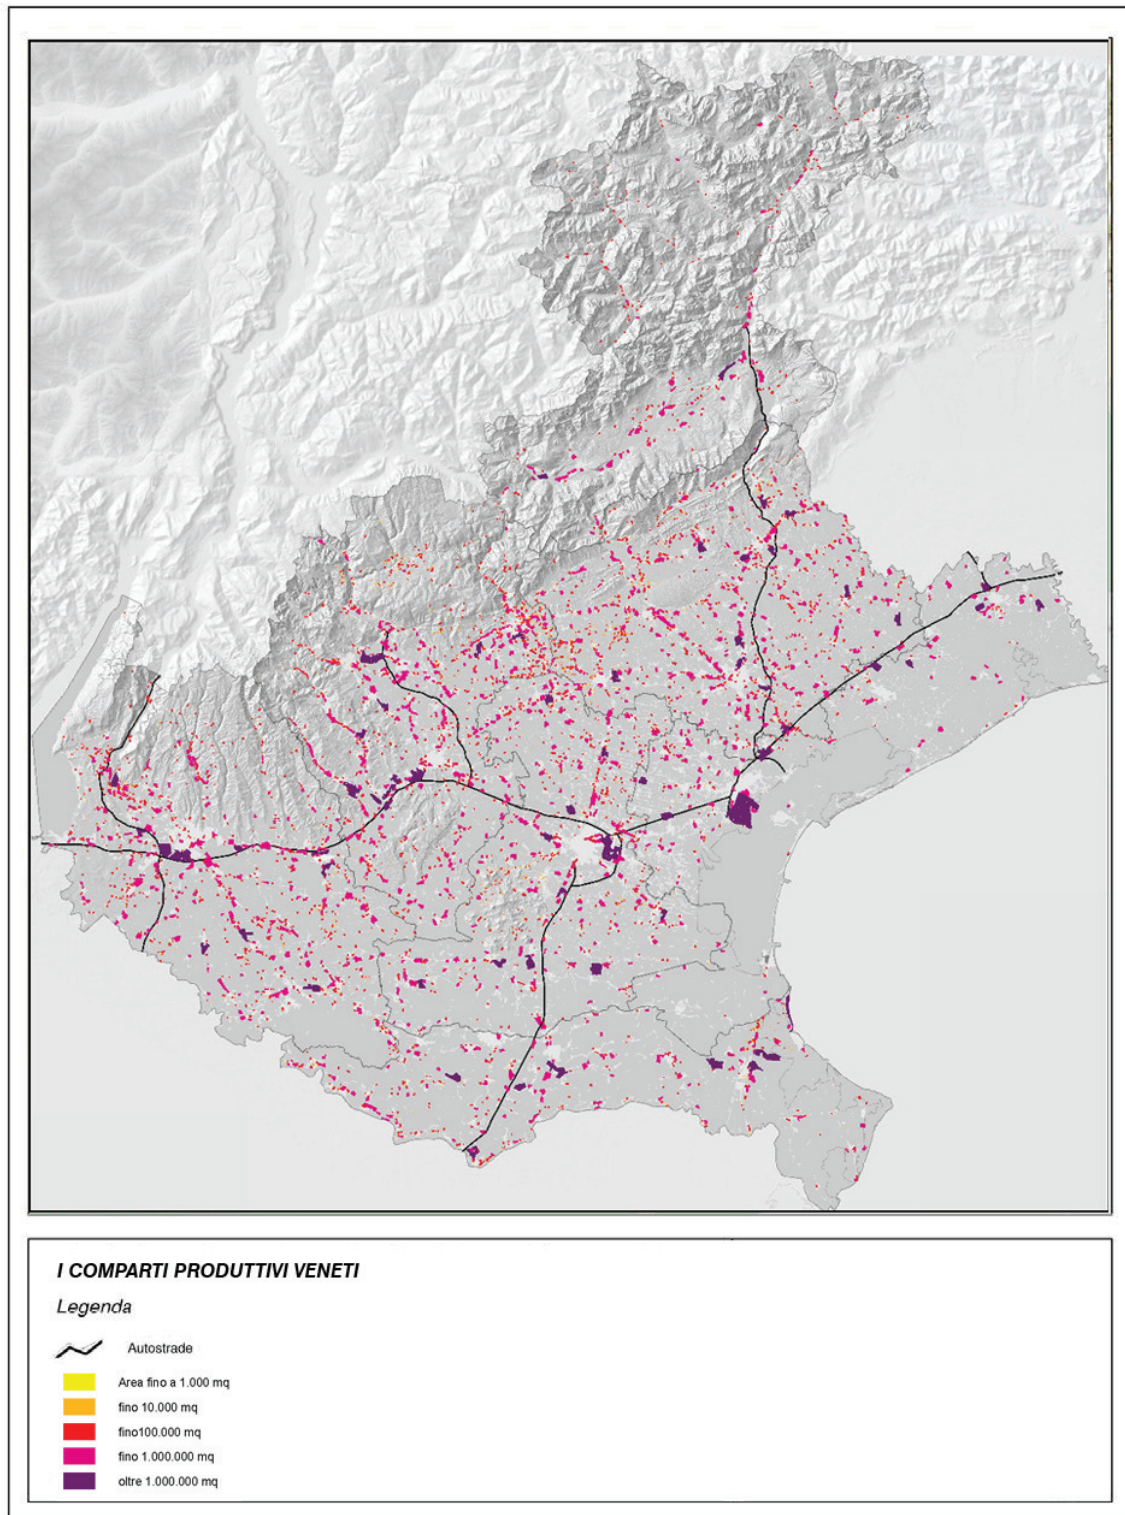 I COMPARTI PRODUTTIVI VENETI
Legenda
Autostrade
Area fino a 1.000 mq
fino 10.000 mq
fino100.000 mq
fino 1.000.000 mq
oltre 1.000.000 mq